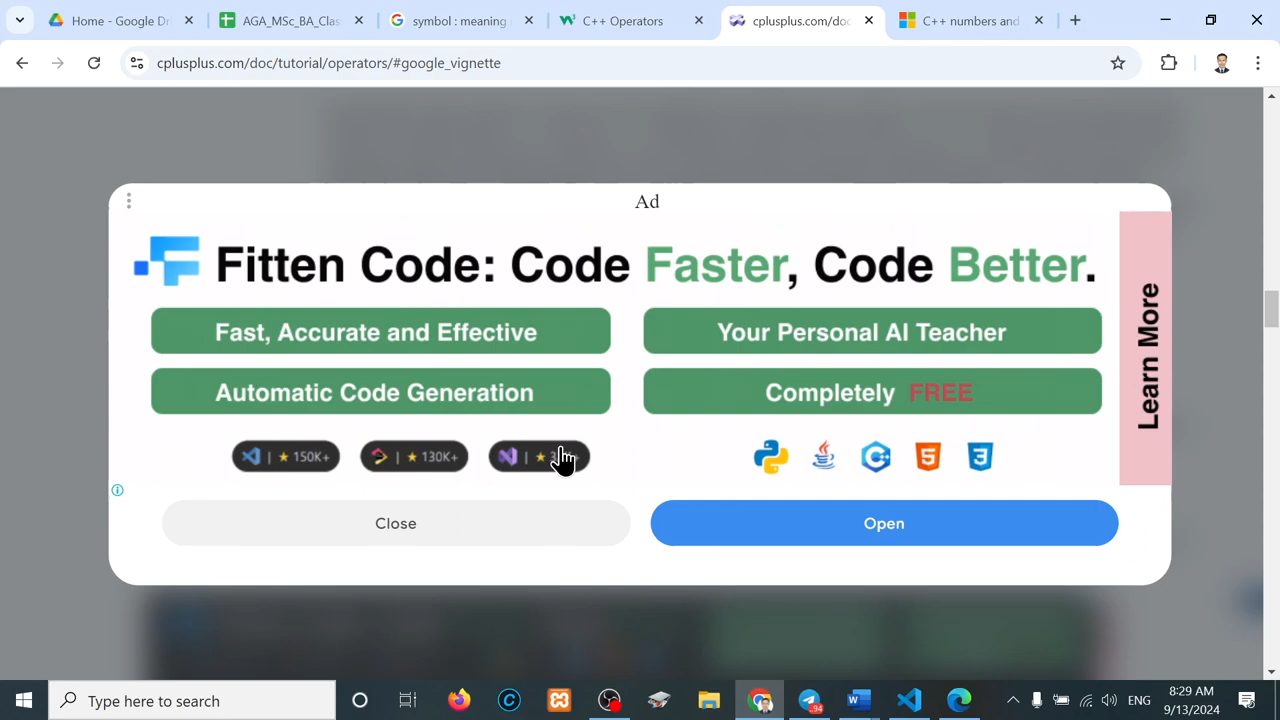 Home - Google Dri
AGA_MSc_BA_Clas
symbol : meaning
C++ Operators
cplusplus.com/doc
C++ numbers and
cplusplus.com/doc/tutorial/operators/#google_vignette
Ad
Fitten Code: Code Faster, Code Better.
Fast, Accurate and Effective
Your Personal AI Teacher
Automatic Code Generation
Completely FREE
Learn More
| ★ 150K+
| ★ 130K+
Close
Open
Type here to search
94
ENG
8:29 AM
9/13/2024